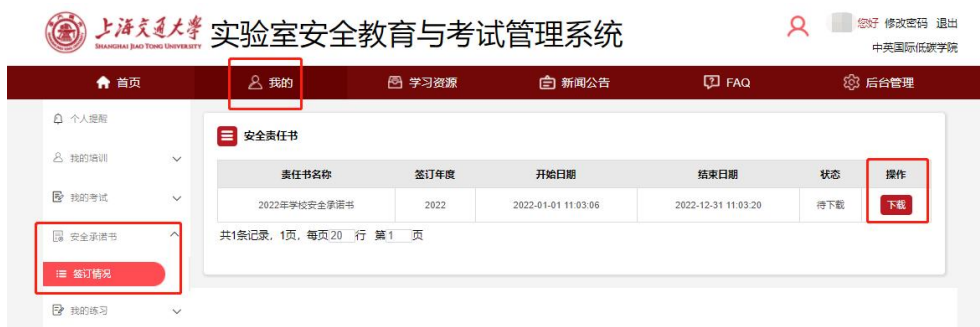 上海交通大学 实验室安全教育与考试管理系统
SHANGHAI JIAO TONG UNIVERSITY
您好 修改密码 退出
中英国际低碳学院
首页 我的 学习资源 新闻公告 FAQ 后台管理
个人提醒
我的培训
我的考试
安全承诺书
签订情况
我的练习
安全责任书
责任书名称 签订年度 开始日期 结束日期 状态 操作
2022年学校安全承诺书 2022 2022-01-01 11:03:06 2022-12-31 11:03:20 待下载 下载
共1条记录, 1页, 每页20 行 第1 页